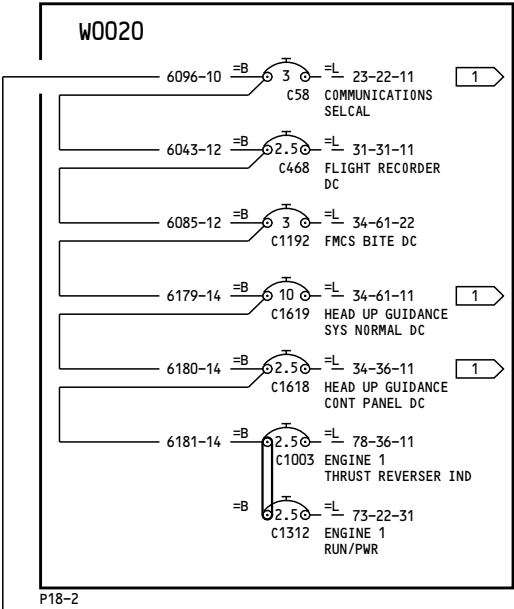 W0020
6096-10 =B 3 =L 23-22-11 1
C58 COMMUNICATIONS
SELCAL
6043-12 =B 2.5 =L 31-31-11
C468 FLIGHT RECORDER
DC
6085-12 =B 3 =L 34-61-22
C1192 FMCS BITE DC
6179-14 =B 10 =L 34-61-11 1
C1619 HEAD UP GUIDANCE
SYS NORMAL DC
6180-14 =B 2.5 =L 34-36-11 1
C1618 HEAD UP GUIDANCE
CONT PANEL DC
6181-14 =B 2.5 =L 78-36-11
C1003 ENGINE 1
THRUST REVERSER IND
=B 2.5 =L 73-22-31
C1312 ENGINE 1
RUN/PWR
P18-2